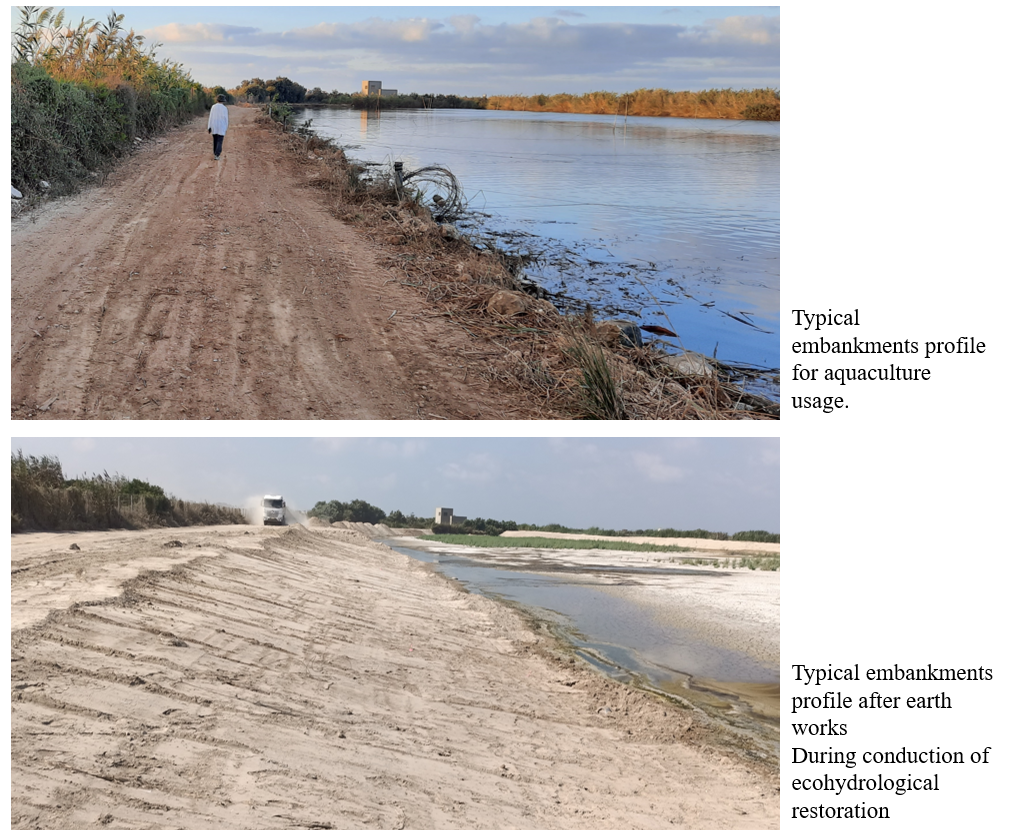 Typical
embankments profile
for aquaculture
usage.
Typical embankments
profile after earth
works
During conduction of
ecohydrological
restoration